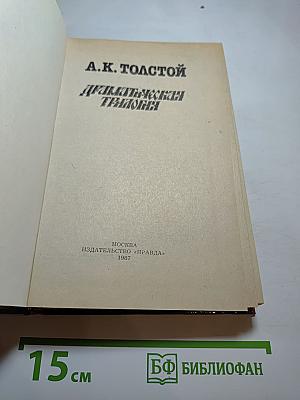 А.К. ТОЛСТОЙ
ДРАМАТИЧЕСКАЯ
ТРИЛОГИЯ
МОСКВА
ИЗДАТЕЛЬСТВО «ПРАВДА»
1987
15 см
БФ БИБЛИОФАН